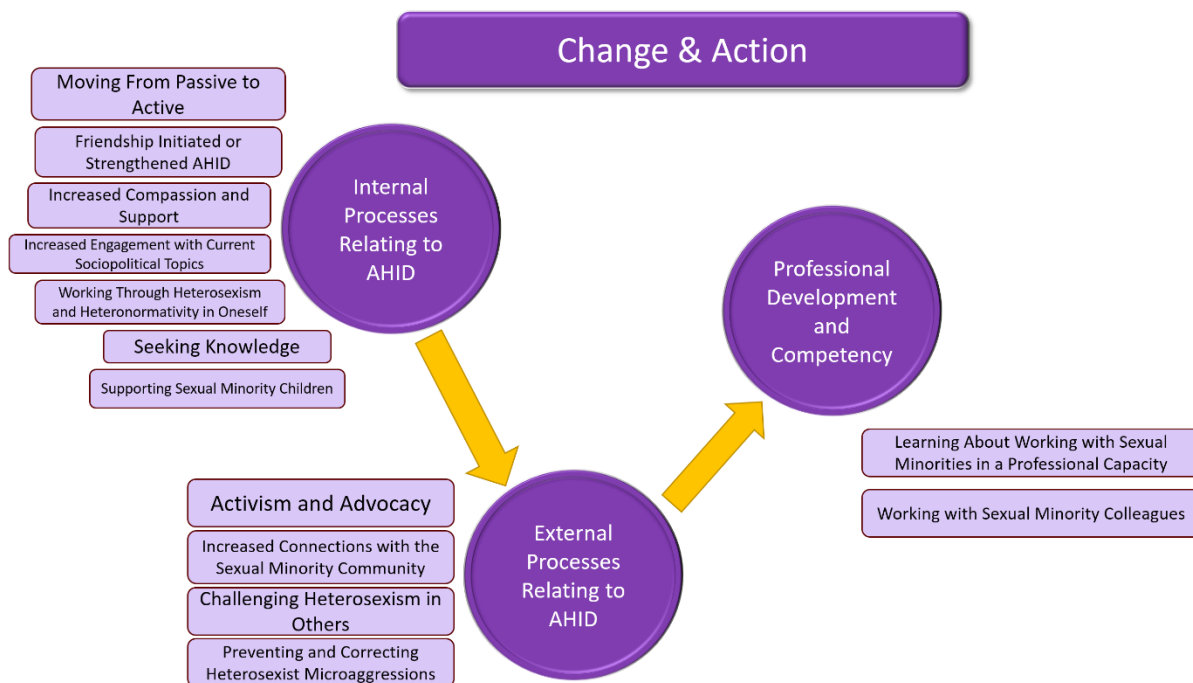 Change & Action
Moving From Passive to
Active
Friendship Initiated or
Strengthened AHID
Increased Compassion and
Support
Increased Engagement with Current
Sociopolitical Topics
Working Through Heterosexism
and Heteronormativity in Oneself
Seeking Knowledge
Supporting Sexual Minority Children
Internal
Processes
Relating to
AHID
Activism and Advocacy
Increased Connections with the
Sexual Minority Community
Challenging Heterosexism in
Others
Preventing and Correcting
Heterosexist Microaggressions
External
Processes
Relating to
AHID
Professional
Development
and
Competency
Learning About Working with Sexual
Minorities in a Professional Capacity
Working with Sexual Minority Colleagues